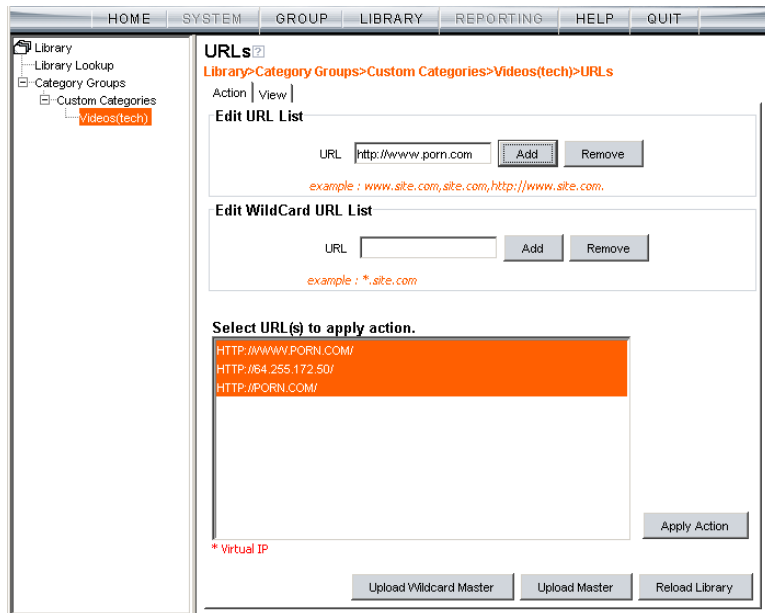 HOME SYSTEM GROUP LIBRARY REPORTING HELP QUIT
Library
Library Lookup
Category Groups
Custom Categories
Videos(tech)
URLs?
Library>Category Groups>Custom Categories>Videos(tech)>URLs
Action View
Edit URL List
URL http://www.porn.com Add Remove
example : www.site.com,site.com,http://www.site.com.
Edit WildCard URL List
URL Add Remove
example : *.site.com
Select URL(s) to apply action.
HTTP://WWW.PORN.COM/
HTTP://64.255.172.50/
HTTP://PORN.COM/
Apply Action
* Virtual IP
Upload Wildcard Master Upload Master Reload Library